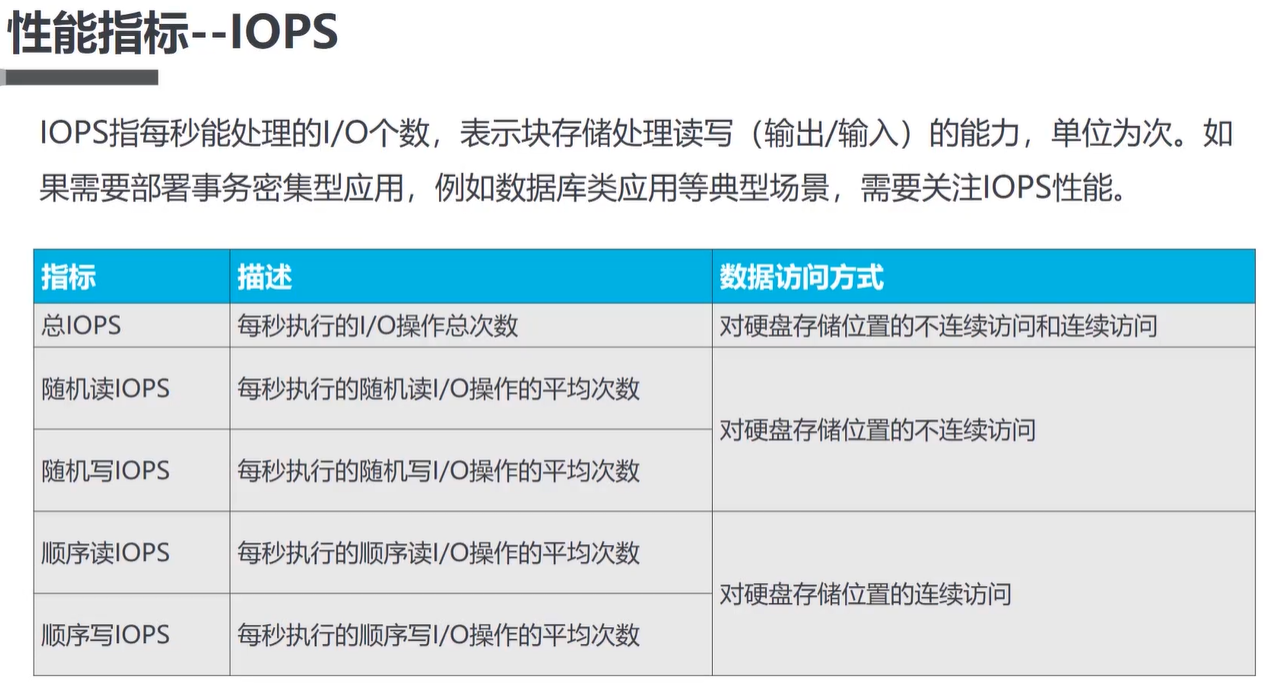 性能指标--IOPS
IOPS指每秒能处理的I/O个数，表示块存储处理读写（输出/输入）的能力，单位为次。如
果需要部署事务密集型应用，例如数据库类应用等典型场景，需要关注IOPS性能。
指标 描述 数据访问方式
总IOPS 每秒执行的I/O操作总次数 对硬盘存储位置的不连续访问和连续访问
随机读IOPS 每秒执行的随机读I/O操作的平均次数
对硬盘存储位置的不连续访问
随机写IOPS 每秒执行的随机写I/O操作的平均次数
顺序读IOPS 每秒执行的顺序读I/O操作的平均次数
对硬盘存储位置的连续访问
顺序写IOPS 每秒执行的顺序写I/O操作的平均次数